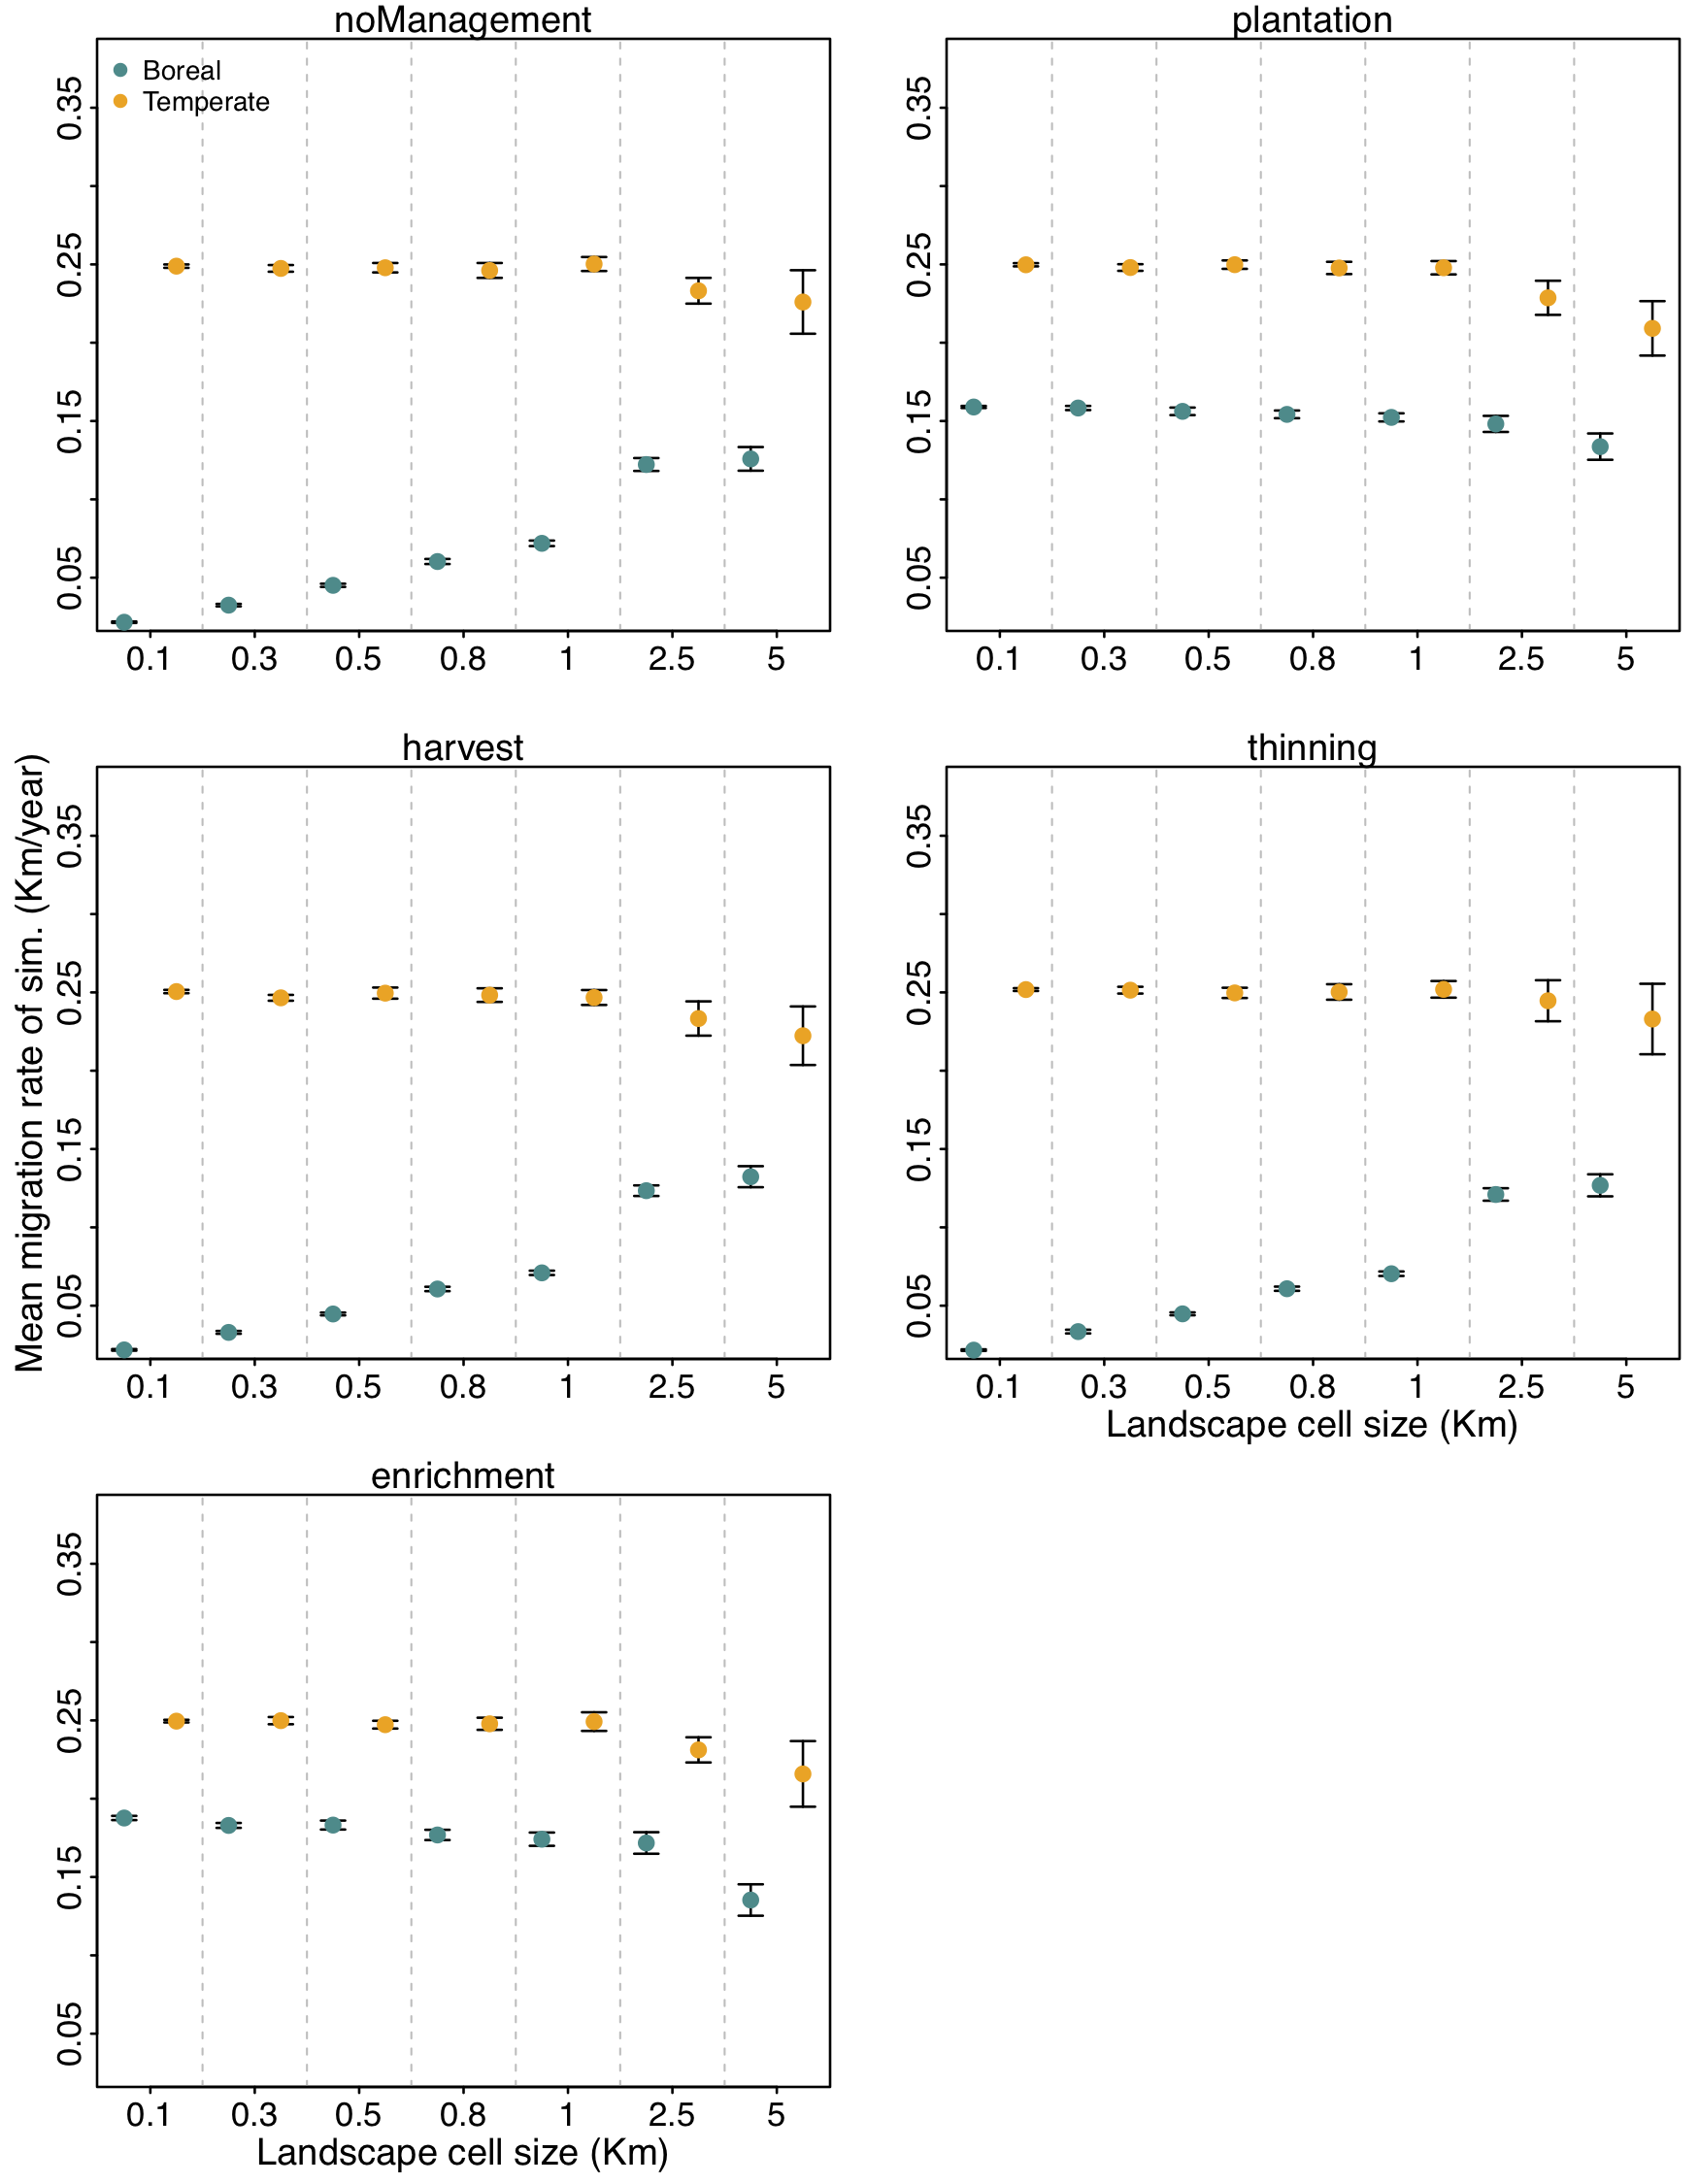 noManagement
Boreal
Temperate
0.35
0.25
0.15
0.05
0.1 0.3 0.5 0.8 1 2.5 5
plantation
0.35
0.25
0.15
0.05
0.1 0.3 0.5 0.8 1 2.5 5
Mean migration rate of sim. (Km/year)
harvest
0.35
0.25
0.15
0.05
0.1 0.3 0.5 0.8 1 2.5 5
thinning
0.35
0.25
0.15
0.05
0.1 0.3 0.5 0.8 1 2.5 5
Landscape cell size (Km)
enrichment
0.35
0.25
0.15
0.05
0.1 0.3 0.5 0.8 1 2.5 5
Landscape cell size (Km)